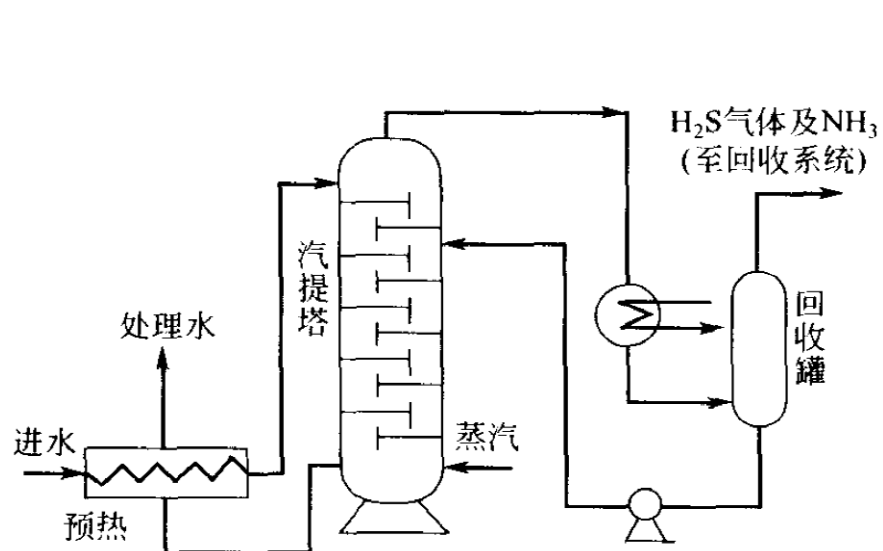 H₂S气体及NH₃
(至回收系统)
汽提塔
回收罐
处理水
进水
蒸汽
预热